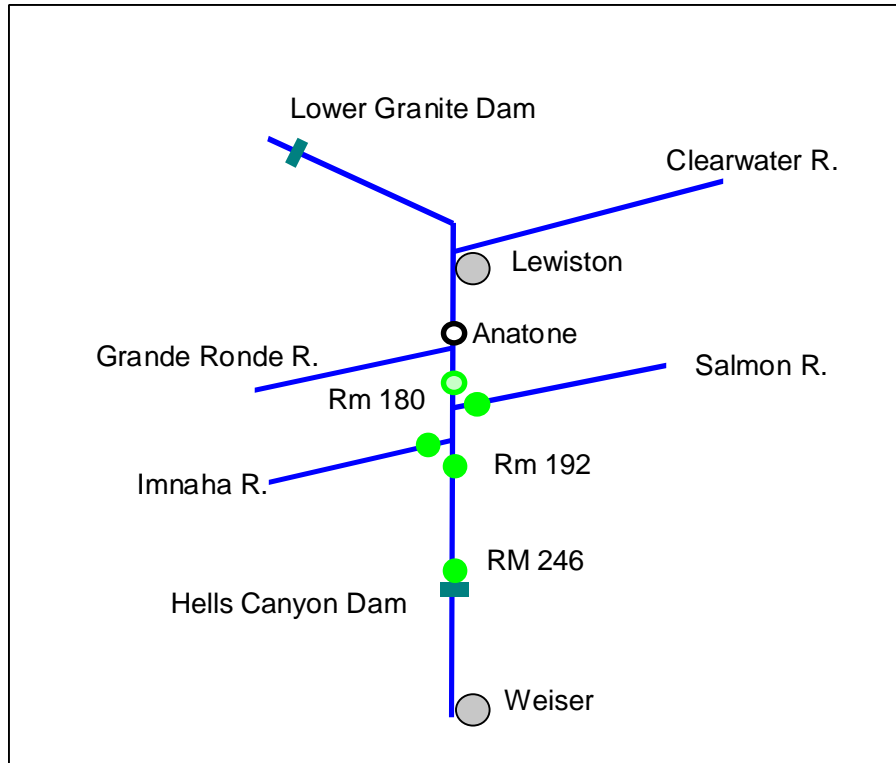 Lower Granite Dam
Clearwater R.
Lewiston
Anatone
Grande Ronde R.
Salmon R.
Rm 180
Rm 192
Imnaha R.
RM 246
Hells Canyon Dam
Weiser